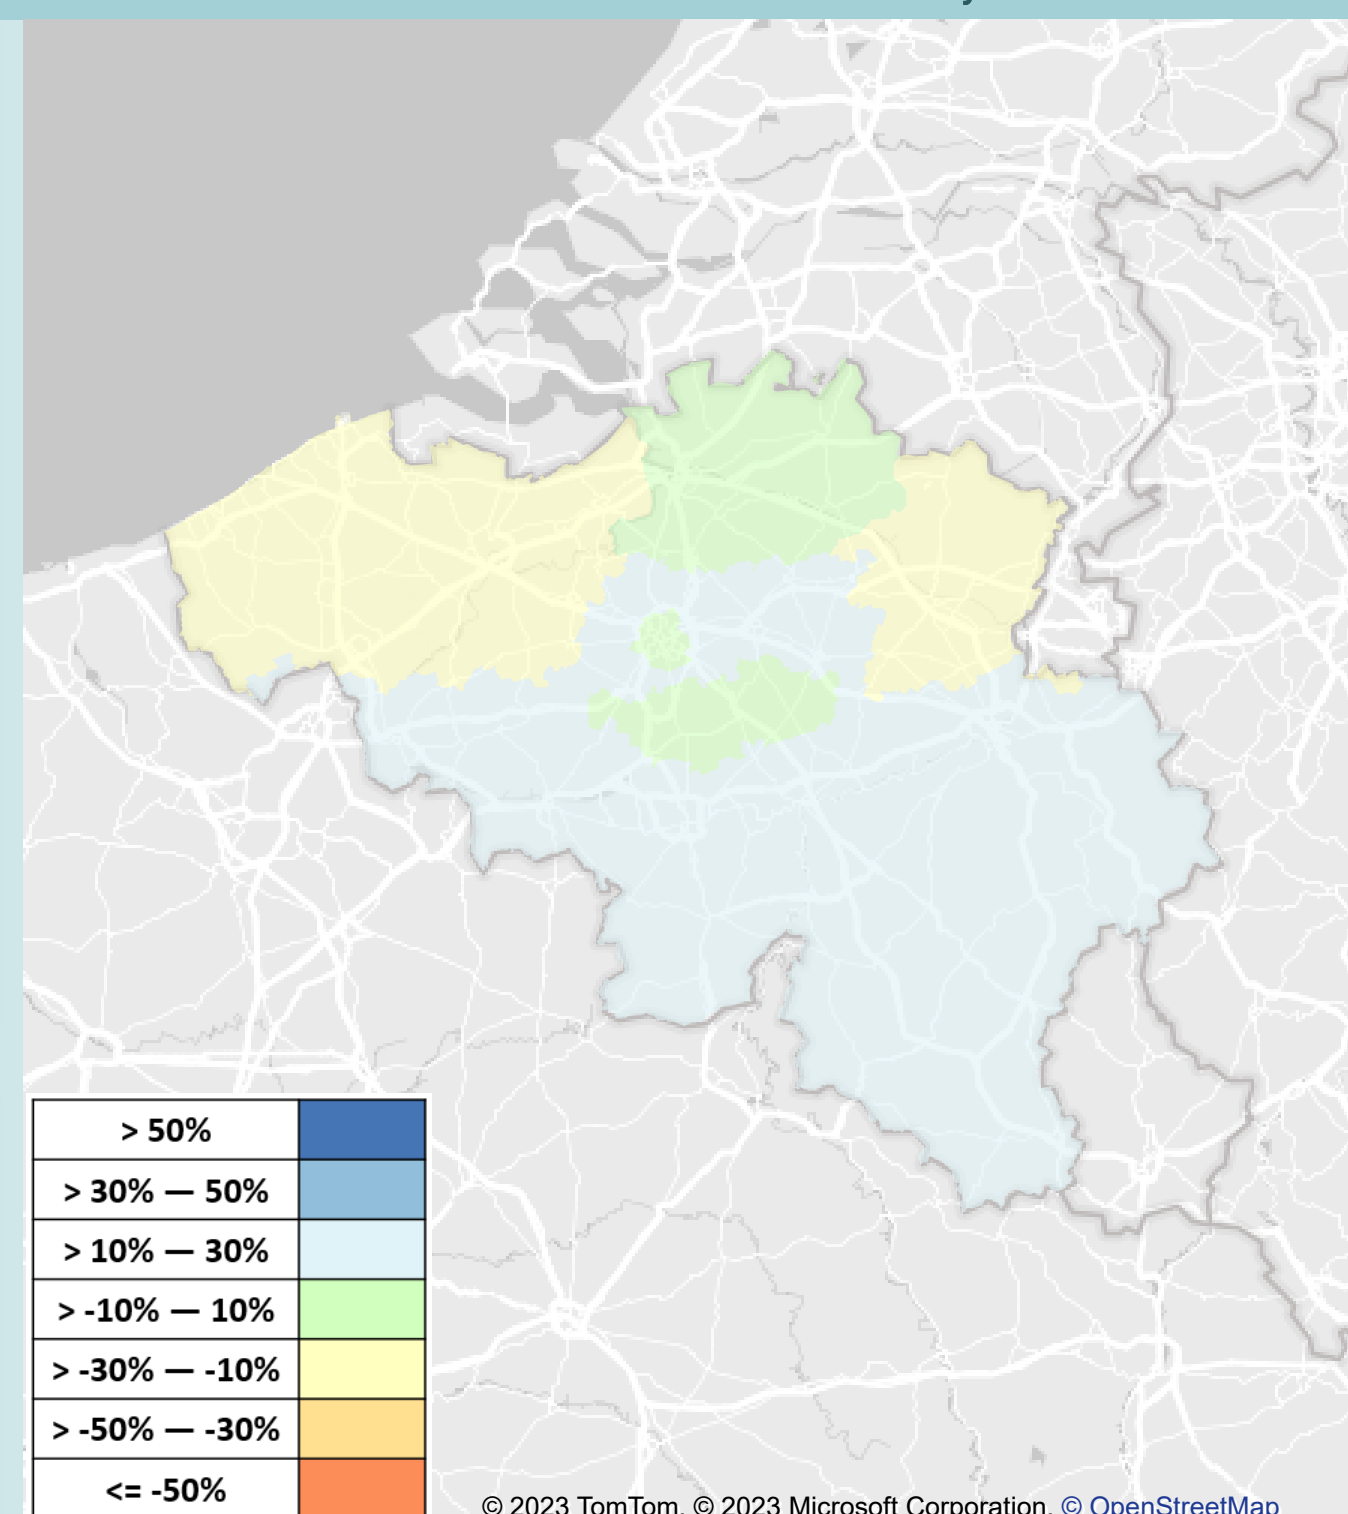 > 50%
> 30% — 50%
> 10% — 30%
> -10% — 10%
> -30% — -10%
> -50% — -30%
<= -50%
© 2023 TomTom, © 2023 Microsoft Corporation, © OpenStreetMap